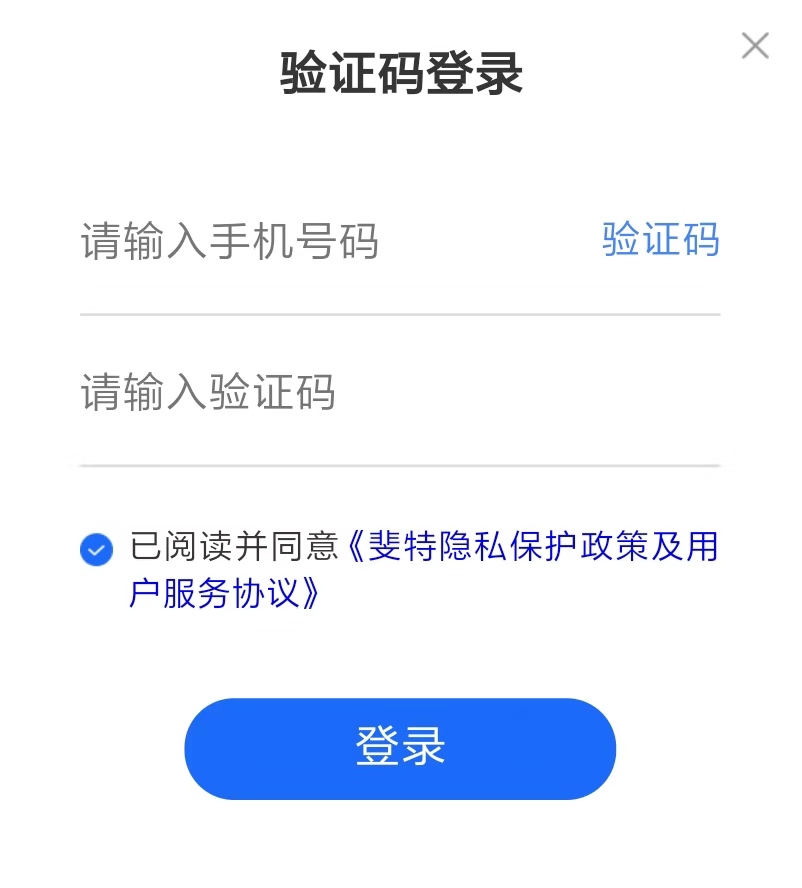 验证码登录
请输入手机号码 验证码
请输入验证码
已阅读并同意《斐特隐私保护政策及用
户服务协议》
登录